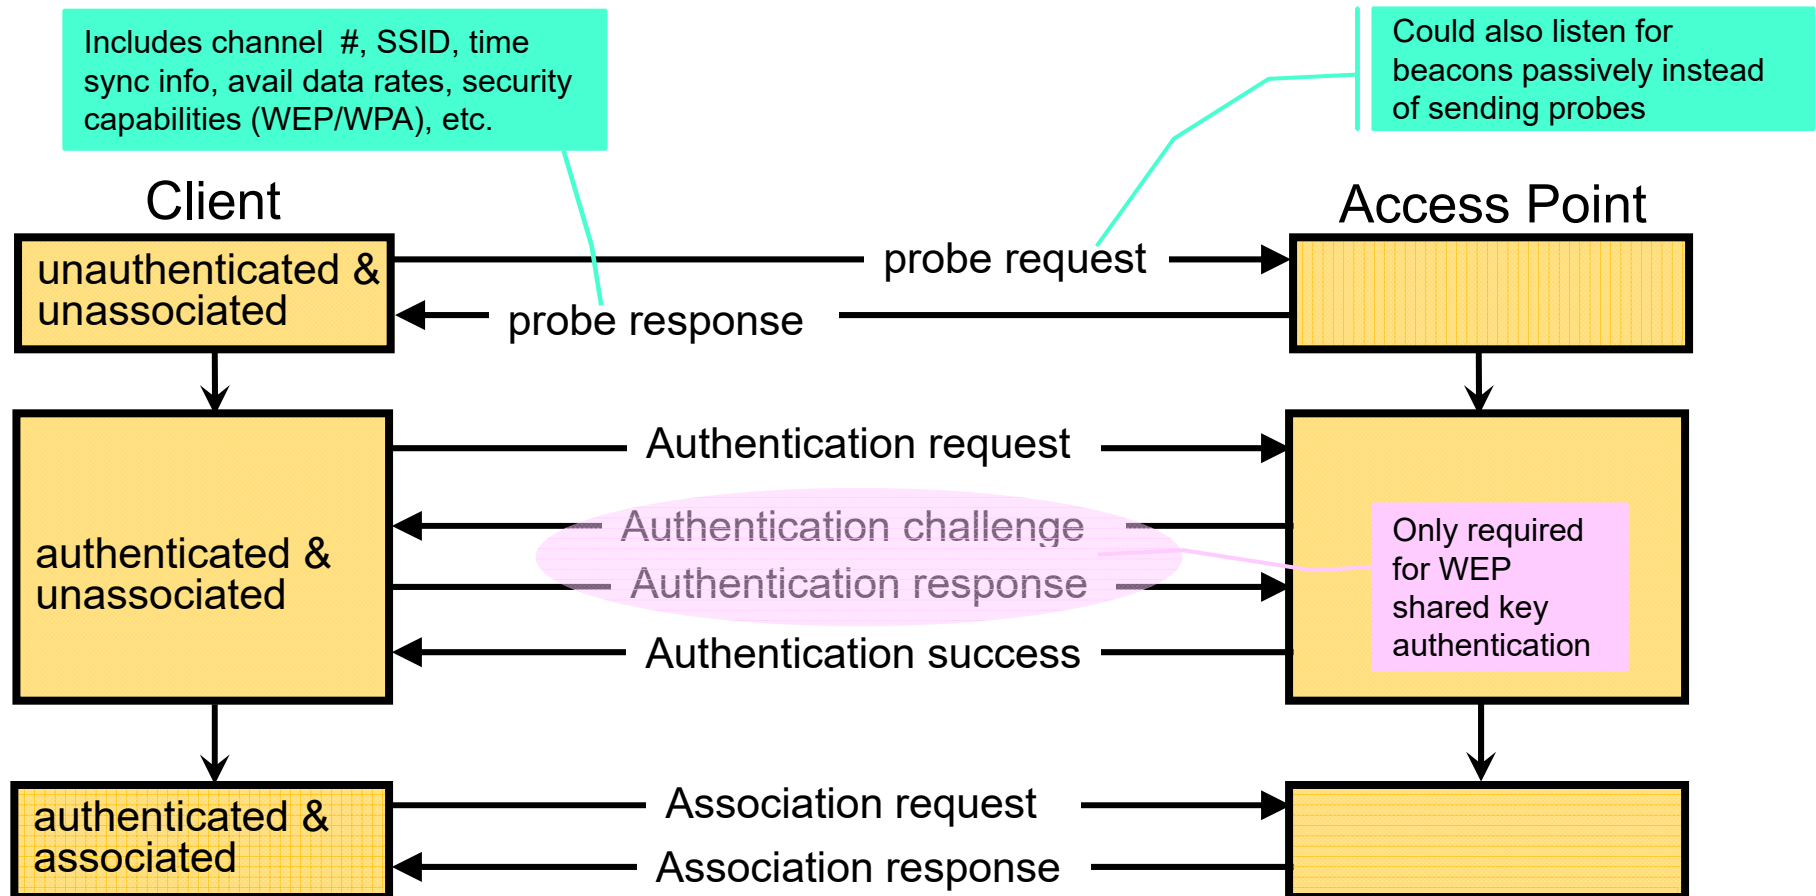 Includes channel #, SSID, time
sync info, avail data rates, security
capabilities (WEP/WPA), etc.
Could also listen for
beacons passively instead
of sending probes
Client
Access Point
unauthenticated &
unassociated
probe request
probe response
authenticated &
unassociated
Authentication request
Authentication challenge
Authentication response
Authentication success
Only required
for WEP
shared key
authentication
authenticated &
associated
Association request
Association response